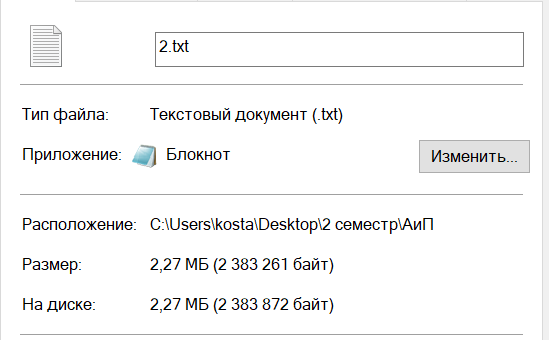 2.txt
Тип файла: Текстовый документ (.txt)
Приложение: Блокнот Изменить...
Расположение: C:\Users\kosta\Desktop\2 семестр\АиП
Размер: 2,27 МБ (2 383 261 байт)
На диске: 2,27 МБ (2 383 872 байт)